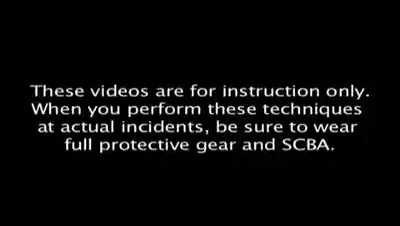 These videos are for instruction only.
When you perform these techniques
at actual incidents, be sure to wear
full protective gear and SCBA.